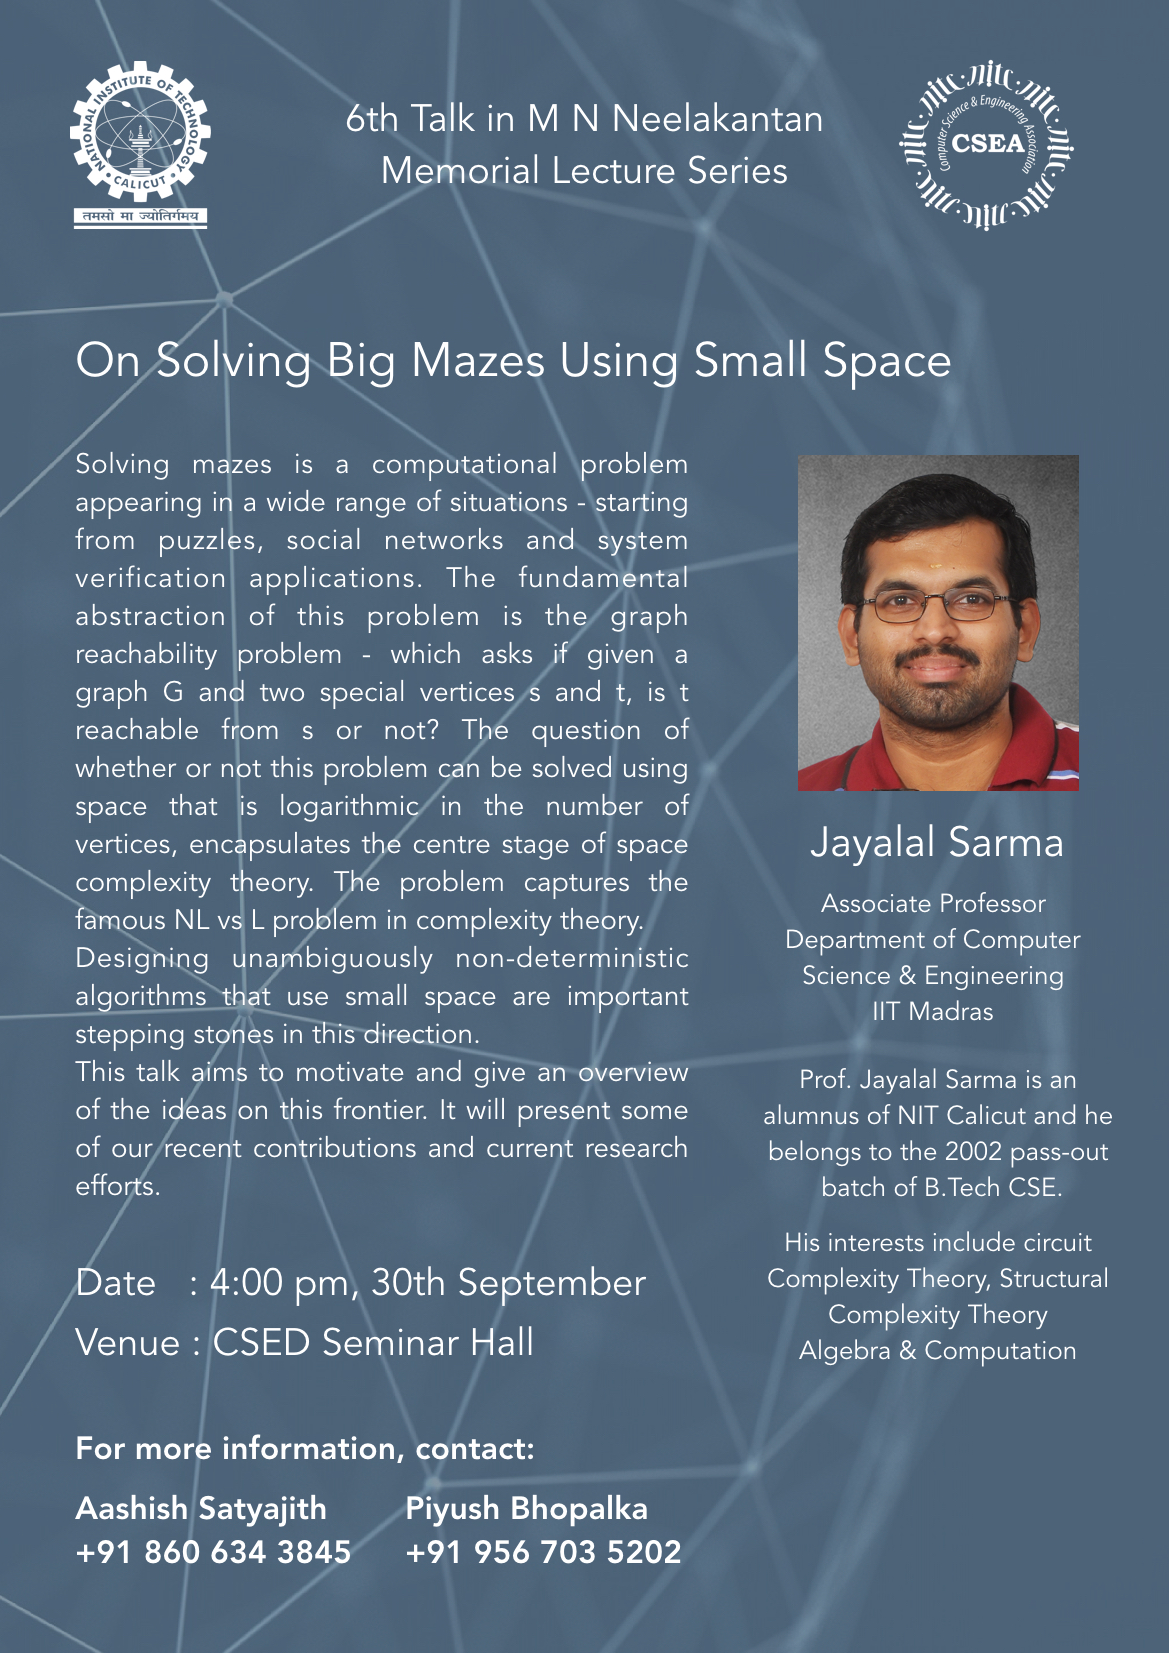 NATIONAL INSTITUTE OF TECHNOLOGY
CALICUT
तमसो मा ज्योतिर्गमय
6th Talk in M N Neelakantan
Memorial Lecture Series
nitc nitc nitc nitc nitc nitc nitc nitc nitc
Computer Science & Engineering Association
CSEA
On Solving Big Mazes Using Small Space
Solving mazes is a computational problem
appearing in a wide range of situations - starting
from puzzles, social networks and system
verification applications. The fundamental
abstraction of this problem is the graph
reachability problem - which asks if given a
graph G and two special vertices s and t, is t
reachable from s or not? The question of
whether or not this problem can be solved using
space that is logarithmic in the number of
vertices, encapsulates the centre stage of space
complexity theory. The problem captures the
famous NL vs L problem in complexity theory.
Designing unambiguously non-deterministic
algorithms that use small space are important
stepping stones in this direction.
This talk aims to motivate and give an overview
of the ideas on this frontier. It will present some
of our recent contributions and current research
efforts.
Date : 4:00 pm, 30th September
Venue : CSED Seminar Hall
For more information, contact:
Aashish Satyajith
+91 860 634 3845
Piyush Bhopalka
+91 956 703 5202
Jayalal Sarma
Associate Professor
Department of Computer
Science & Engineering
IIT Madras
Prof. Jayalal Sarma is an
alumnus of NIT Calicut and he
belongs to the 2002 pass-out
batch of B.Tech CSE.
His interests include circuit
Complexity Theory, Structural
Complexity Theory
Algebra & Computation